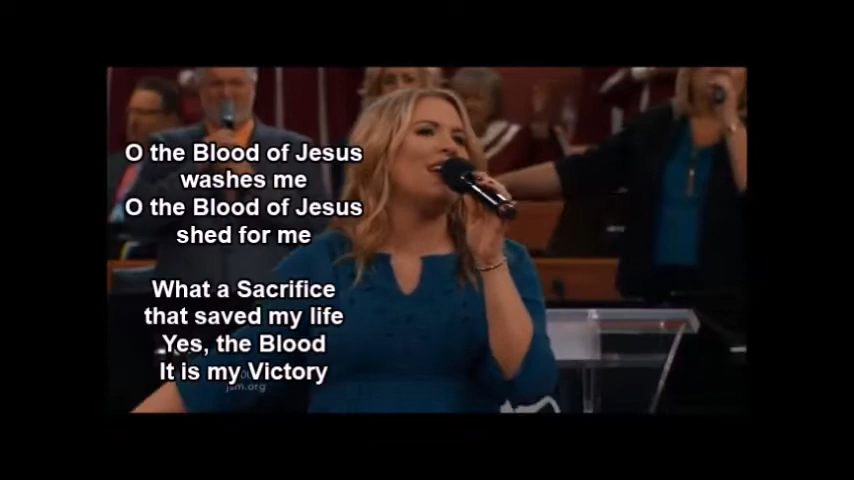 O the Blood of Jesus
washes me
O the Blood of Jesus
shed for me
What a Sacrifice
that saved my life
Yes, the Blood
It is my Victory
jsm.org